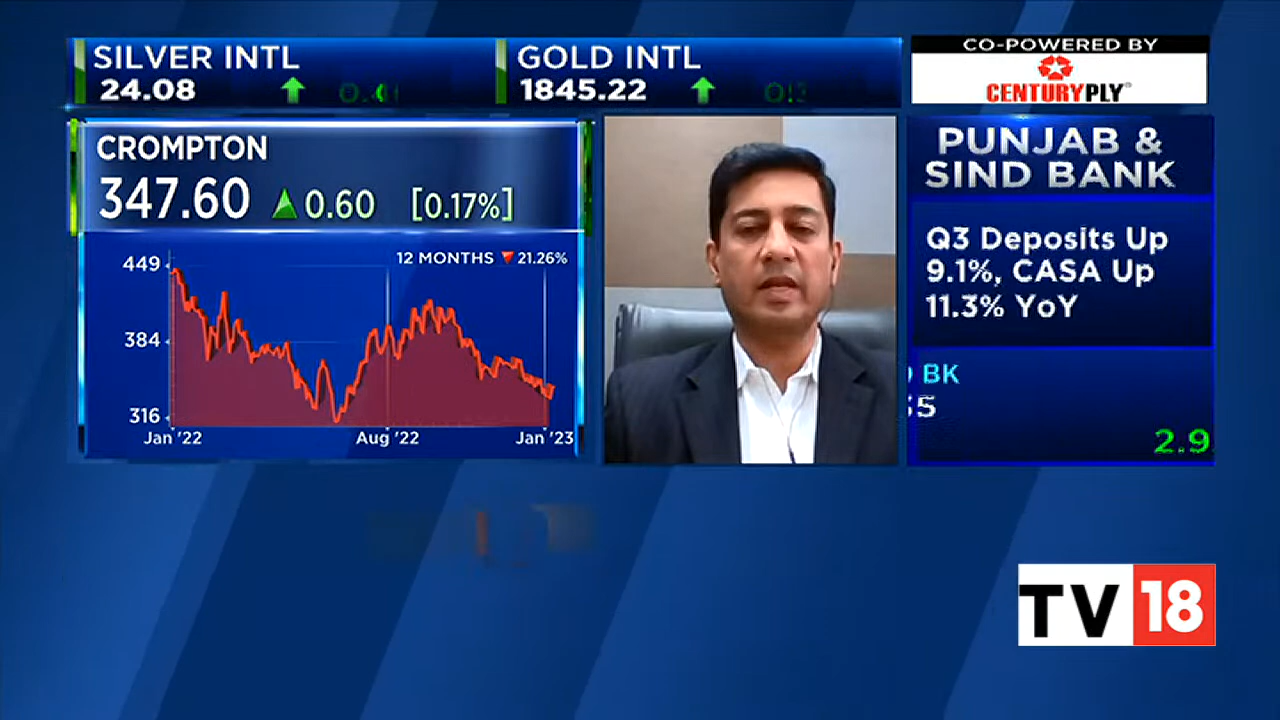 SILVER INTL
24.08
GOLD INTL
1845.22
CO-POWERED BY
CENTURYPLY
CROMPTON
347.60 ▲ 0.60 [0.17%]
12 MONTHS ▼ 21.26%
449
384
316
Jan '22
Aug '22
Jan '23
PUNJAB &
SIND BANK
Q3 Deposits Up
9.1%, CASA Up
11.3% YoY
BK
2.9
TV18